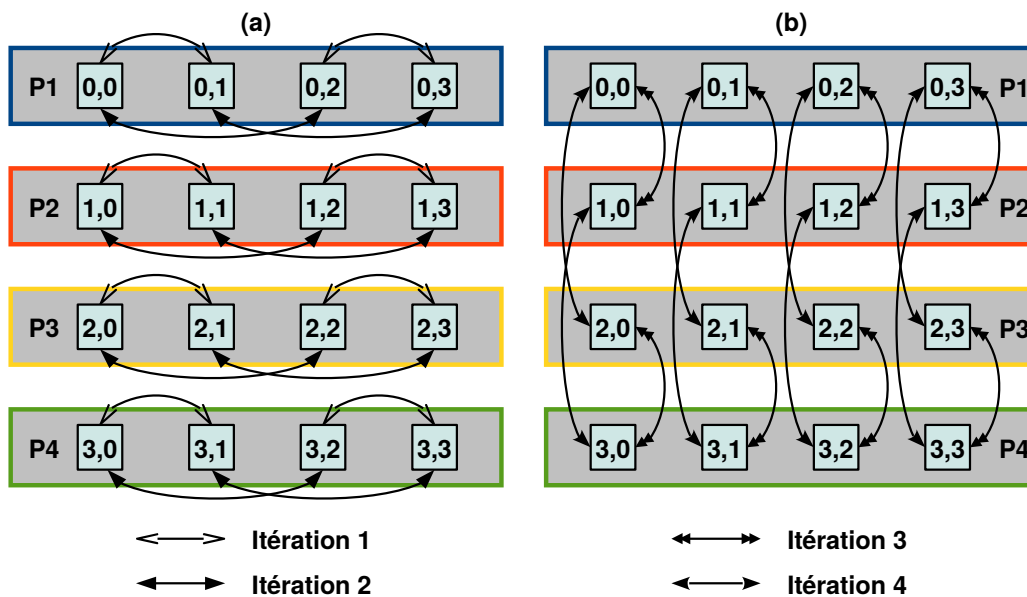 (a)
P1 0,0 0,1 0,2 0,3
P2 1,0 1,1 1,2 1,3
P3 2,0 2,1 2,2 2,3
P4 3,0 3,1 3,2 3,3
Itération 1
Itération 2
(b)
0,0 0,1 0,2 0,3 P1
1,0 1,1 1,2 1,3 P2
2,0 2,1 2,2 2,3 P3
3,0 3,1 3,2 3,3 P4
Itération 3
Itération 4